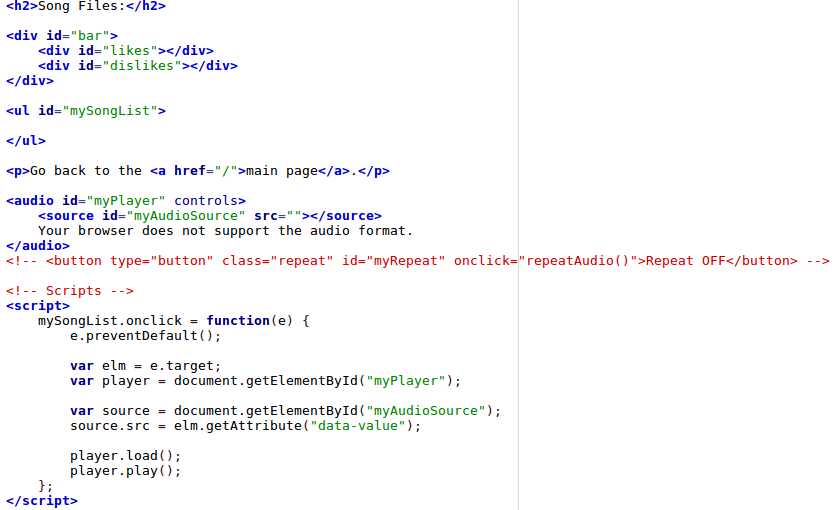 <h2>Song Files:</h2>
<div id="bar">
    <div id="likes"></div>
    <div id="dislikes"></div>
</div>
<ul id="mySongList">
</ul>
<p>Go back to the <a href="/">main page</a>.</p>
<audio id="myPlayer" controls>
    <source id="myAudioSource" src=""></source>
    Your browser does not support the audio format.
</audio>
<!-- <button type="button" class="repeat" id="myRepeat" onclick="repeatAudio()">Repeat OFF</button> -->
<!-- Scripts -->
<script>
    mySongList.onclick = function(e) {
        e.preventDefault();
        var elm = e.target;
        var player = document.getElementById("myPlayer");
        var source = document.getElementById("myAudioSource");
        source.src = elm.getAttribute("data-value");
        player.load();
        player.play();
    };
</script>